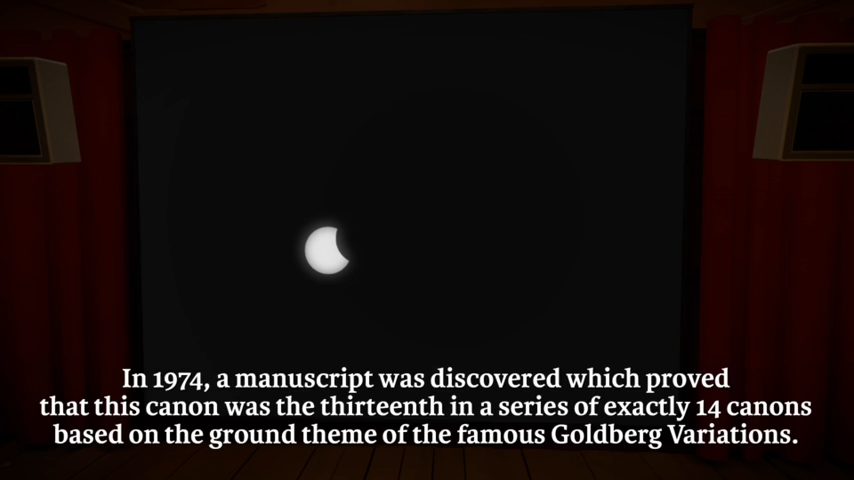 In 1974, a manuscript was discovered which proved
that this canon was the thirteenth in a series of exactly 14 canons
based on the ground theme of the famous Goldberg Variations.